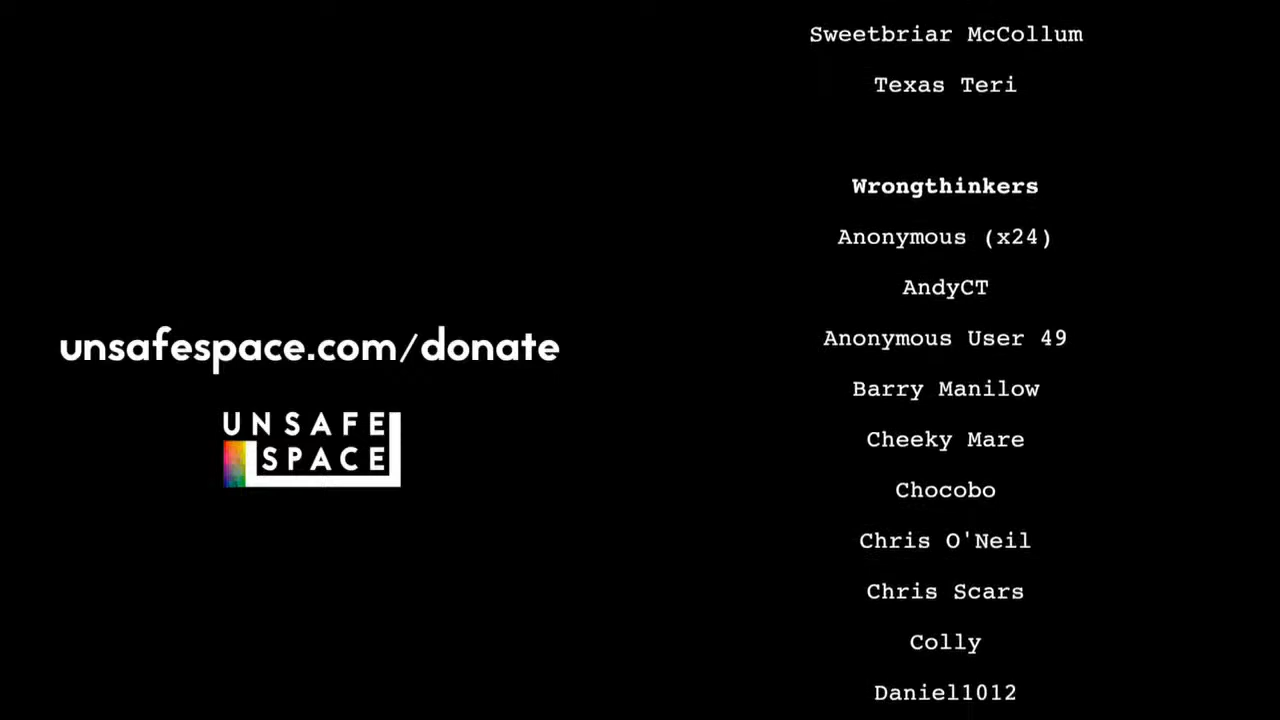 unsafespace.com/donate
UNSAFE
SPACE
Sweetbriar McCollum
Texas Teri
Wrongthinkers
Anonymous (x24)
AndyCT
Anonymous User 49
Barry Manilow
Cheeky Mare
Chocobo
Chris O'Neil
Chris Scars
Colly
Daniel1012